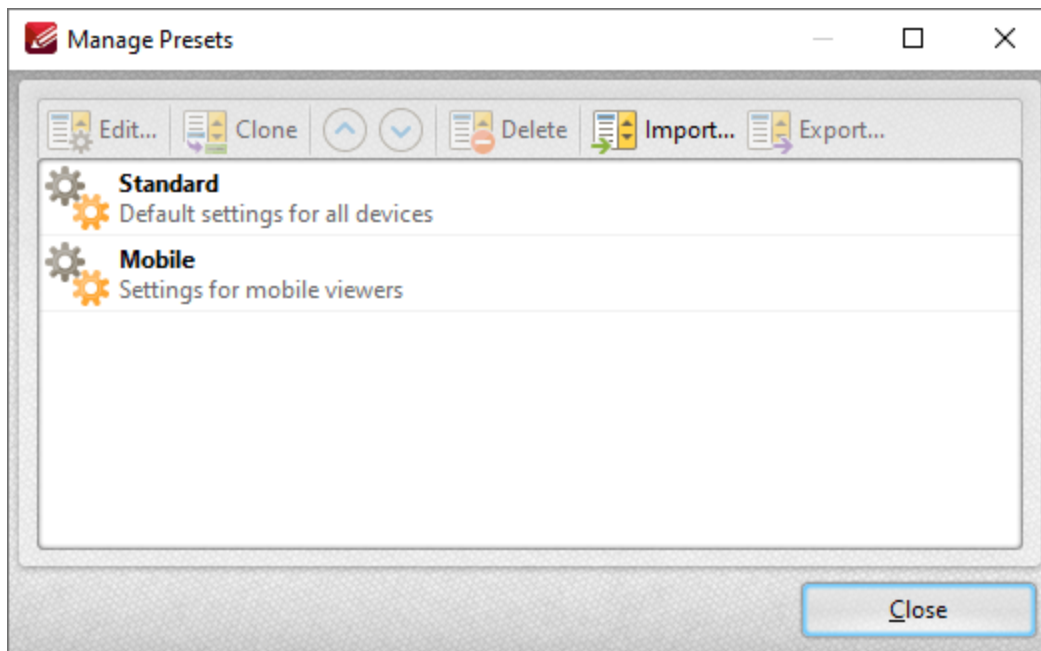 Manage Presets
Edit... Clone Delete Import... Export...
Standard
Default settings for all devices
Mobile
Settings for mobile viewers
Close